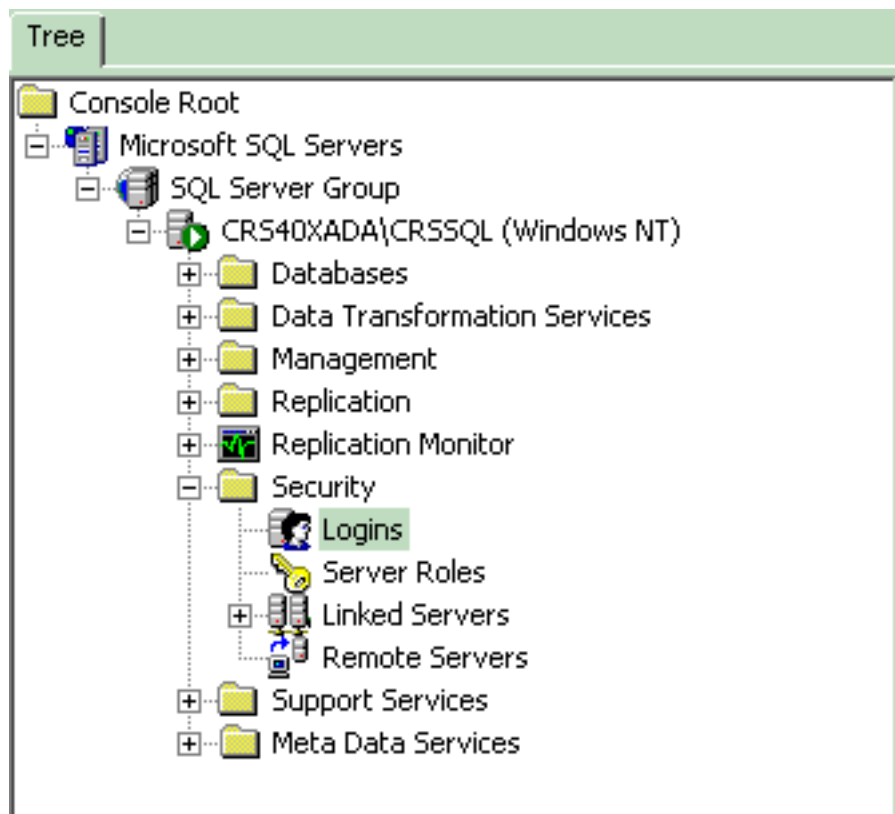 Tree
Console Root
Microsoft SQL Servers
SQL Server Group
CRS40XADA\CRSSQL (Windows NT)
Databases
Data Transformation Services
Management
Replication
Replication Monitor
Security
Logins
Server Roles
Linked Servers
Remote Servers
Support Services
Meta Data Services